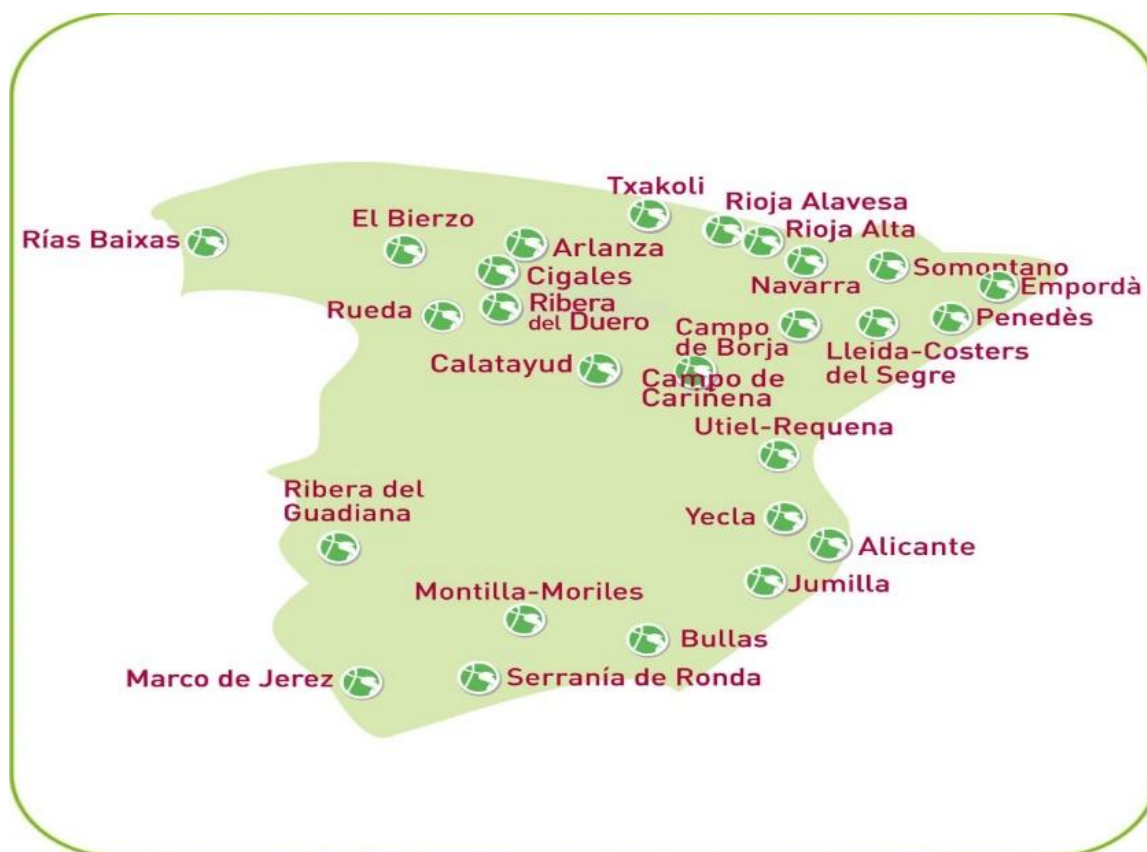 Txakoli
Rioja Alavesa
El Bierzo
Rioja Alta
Rías Baixas
Arlanza
Cigales
Navarra
Somontano
Empordà
Rueda
Ribera
del Duero
Campo
de Borja
Penedès
Lleida-Costers
del Segre
Calatayud
Campo de
Cariñena
Utiel-Requena
Ribera del
Guadiana
Yecla
Alicante
Jumilla
Montilla-Moriles
Bullas
Marco de Jerez
Serranía de Ronda